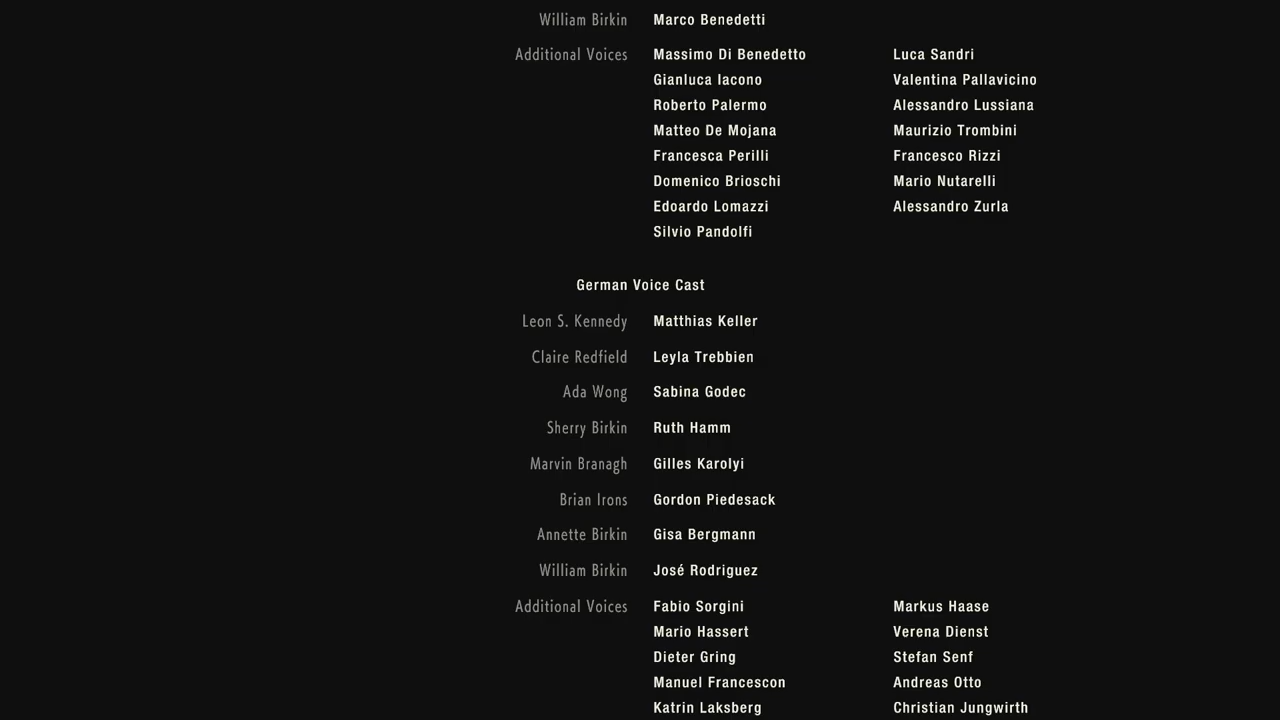 William Birkin Marco Benedetti
Additional Voices Massimo Di Benedetto Luca Sandri
Gianluca Iacono Valentina Pallavicino
Roberto Palermo Alessandro Lussiana
Matteo De Mojana Maurizio Trombini
Francesca Perilli Francesco Rizzi
Domenico Brioschi Mario Nutarelli
Edoardo Lomazzi Alessandro Zurla
Silvio Pandolfi
German Voice Cast
Leon S. Kennedy Matthias Keller
Claire Redfield Leyla Trebbien
Ada Wong Sabina Godec
Sherry Birkin Ruth Hamm
Marvin Branagh Gilles Karolyi
Brian Irons Gordon Piedesack
Annette Birkin Gisa Bergmann
William Birkin José Rodriguez
Additional Voices Fabio Sorgini Markus Haase
Mario Hassert Verena Dienst
Dieter Gring Stefan Senf
Manuel Francescon Andreas Otto
Katrin Laksberg Christian Jungwirth